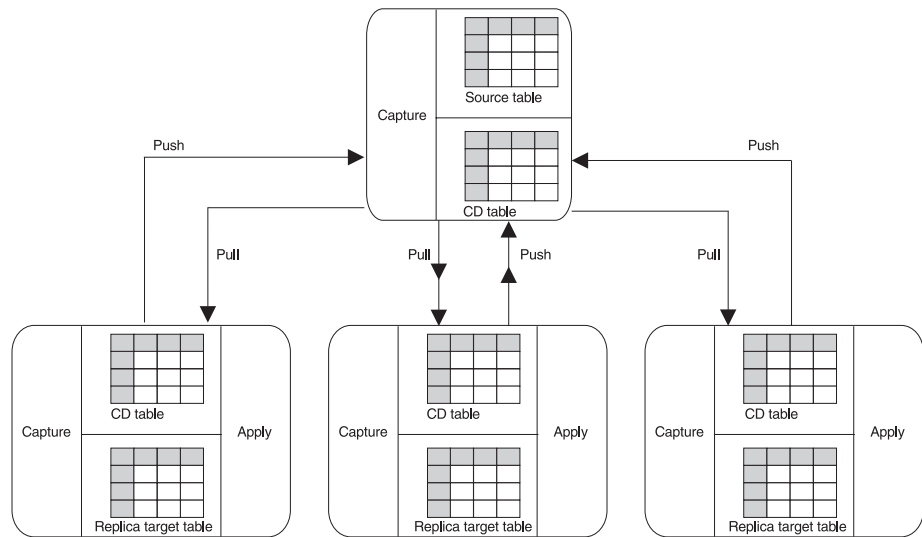 Source table
Capture
CD table
Push
Push
Pull
Pull
Push
Pull
CD table
Capture
Apply
Replica target table
CD table
Capture
Apply
Replica target table
CD table
Capture
Apply
Replica target table